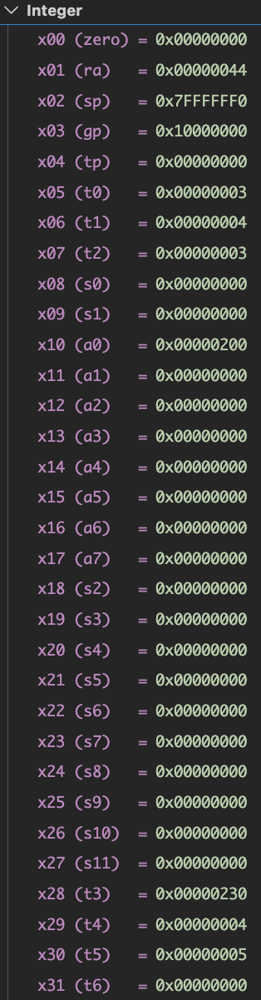 Integer
x00 (zero) = 0x00000000
x01 (ra) = 0x00000044
x02 (sp) = 0x7FFFFFF0
x03 (gp) = 0x10000000
x04 (tp) = 0x00000000
x05 (t0) = 0x00000003
x06 (t1) = 0x00000004
x07 (t2) = 0x00000003
x08 (s0) = 0x00000000
x09 (s1) = 0x00000000
x10 (a0) = 0x00000200
x11 (a1) = 0x00000000
x12 (a2) = 0x00000000
x13 (a3) = 0x00000000
x14 (a4) = 0x00000000
x15 (a5) = 0x00000000
x16 (a6) = 0x00000000
x17 (a7) = 0x00000000
x18 (s2) = 0x00000000
x19 (s3) = 0x00000000
x20 (s4) = 0x00000000
x21 (s5) = 0x00000000
x22 (s6) = 0x00000000
x23 (s7) = 0x00000000
x24 (s8) = 0x00000000
x25 (s9) = 0x00000000
x26 (s10) = 0x00000000
x27 (s11) = 0x00000000
x28 (t3) = 0x00000230
x29 (t4) = 0x00000004
x30 (t5) = 0x00000005
x31 (t6) = 0x00000000